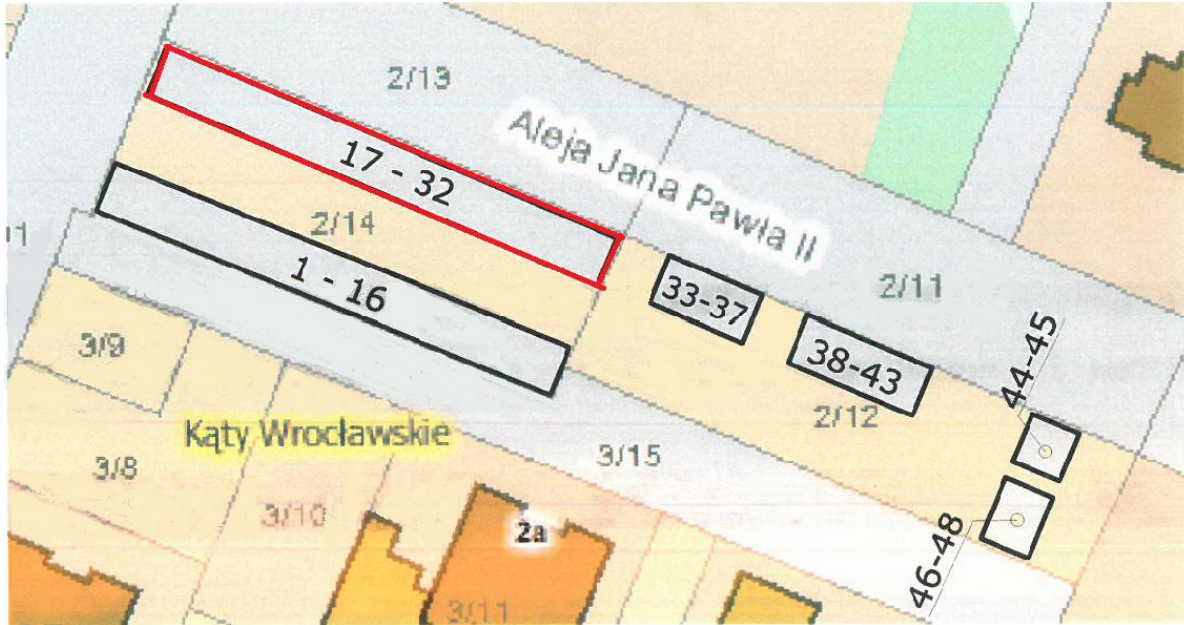 2/13
Aleja Jana Pawła II
17 - 32
2/14
1 - 16
2/11
33-37
38-43
44-45
2/12
3/9
Kąty Wrocławskie
3/15
3/8
3/10
2a
46-48
3/11